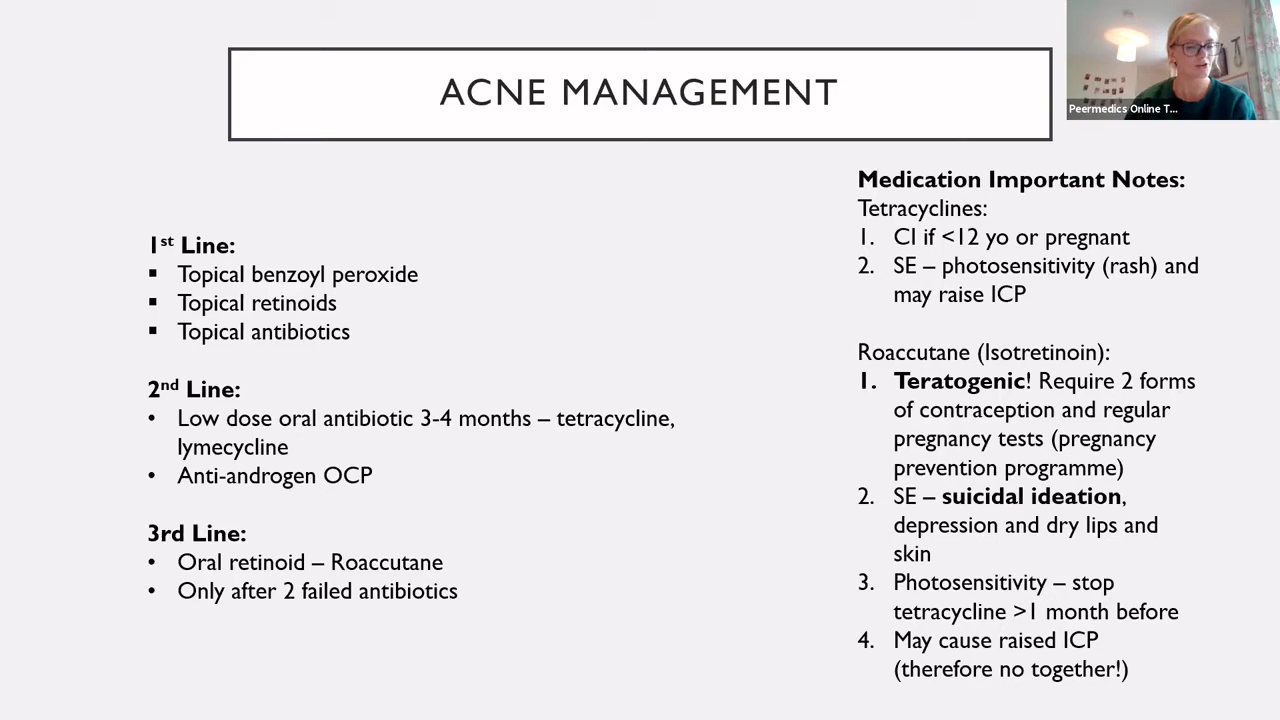 ACNE MANAGEMENT
Peermedics Online T...
1st Line:
▪ Topical benzoyl peroxide
▪ Topical retinoids
▪ Topical antibiotics
2nd Line:
• Low dose oral antibiotic 3-4 months – tetracycline,
lymecycline
• Anti-androgen OCP
3rd Line:
• Oral retinoid – Roaccutane
• Only after 2 failed antibiotics
Medication Important Notes:
Tetracyclines:
1. CI if <12 yo or pregnant
2. SE – photosensitivity (rash) and
may raise ICP
Roaccutane (Isotretinoin):
1. Teratogenic! Require 2 forms
of contraception and regular
pregnancy tests (pregnancy
prevention programme)
2. SE – suicidal ideation,
depression and dry lips and
skin
3. Photosensitivity – stop
tetracycline >1 month before
4. May cause raised ICP
(therefore no together!)